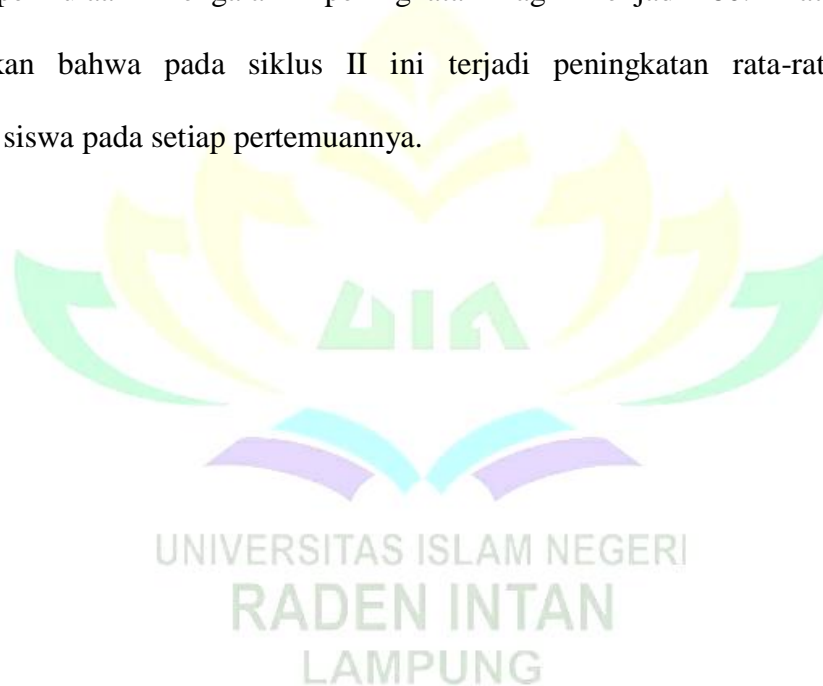 kan bahwa pada siklus II ini terjadi peningkatan rata-rat
siswa pada setiap pertemuannya.
UIN
UNIVERSITAS ISLAM NEGERI
RADEN INTAN
LAMPUNG